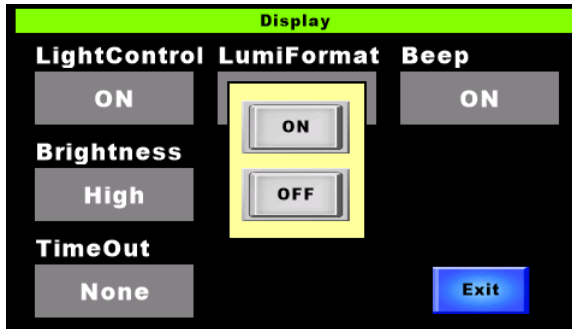 Display
LightControl LumiFormat Beep
ON ON
ON
Brightness
High
OFF
TimeOut
None
Exit